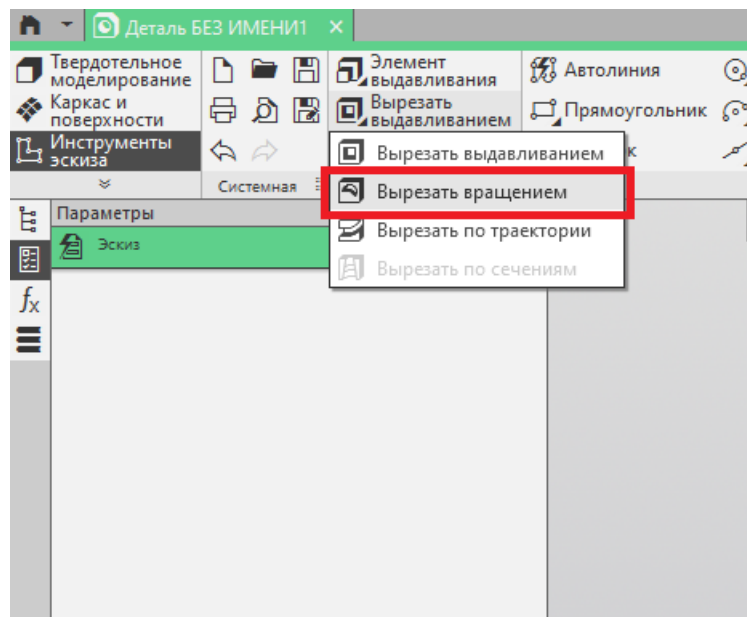 Деталь БЕЗ ИМЕНИ1
Твердотельное
моделирование
Каркас и
поверхности
Инструменты
эскиза
Системная
Элемент
выдавливания
Вырезать
выдавливанием
Автолиния
Прямоугольник
к
Вырезать выдавливанием
Вырезать вращением
Вырезать по траектории
Вырезать по сечениям
Параметры
Эскиз
fx